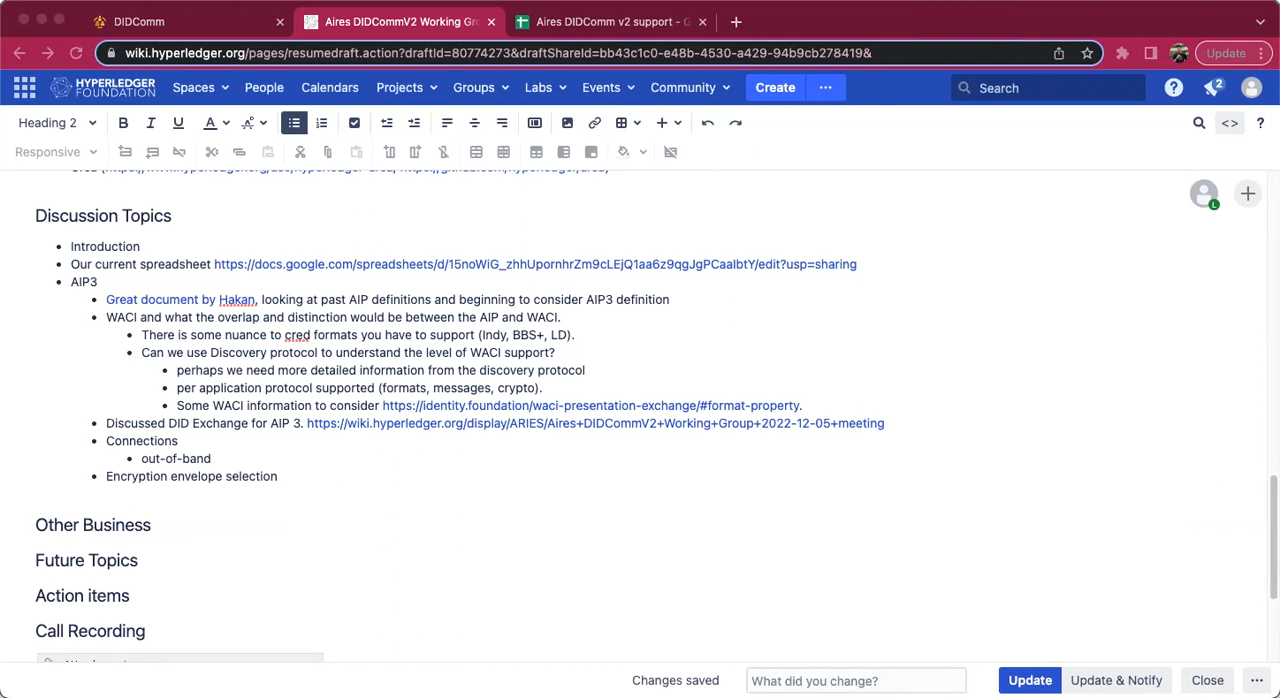 DIDComm
Aires DIDCommV2 Working Gr
Aires DIDComm v2 support - G
wiki.hyperledger.org/pages/resumedraft.action?draftId=80774273&draftShareId=bb43c1c0-e48b-4530-a429-94b9cb278419&
Update
HYPERLEDGER FOUNDATION Spaces People Calendars Projects Groups Labs Events Community Create ··· Search 2
Heading 2 B I U A
Responsive
Discussion Topics
Introduction
Our current spreadsheet https://docs.google.com/spreadsheets/d/15noWiG_zhhUpornhrZm9cLEjQ1aa6z9qgJgPCaaIbtY/edit?usp=sharing
AIP3
Great document by Hakan, looking at past AIP definitions and beginning to consider AIP3 definition
WACI and what the overlap and distinction would be between the AIP and WACI.
There is some nuance to cred formats you have to support (Indy, BBS+, LD).
Can we use Discovery protocol to understand the level of WACI support?
perhaps we need more detailed information from the discovery protocol
per application protocol supported (formats, messages, crypto).
Some WACI information to consider https://identity.foundation/waci-presentation-exchange/#format-property.
Discussed DID Exchange for AIP 3. https://wiki.hyperledger.org/display/ARIES/Aires+DIDCommV2+Working+Group+2022-12-05+meeting
Connections
out-of-band
Encryption envelope selection
Other Business
Future Topics
Action items
Call Recording
Changes saved What did you change? Update Update & Notify Close ···